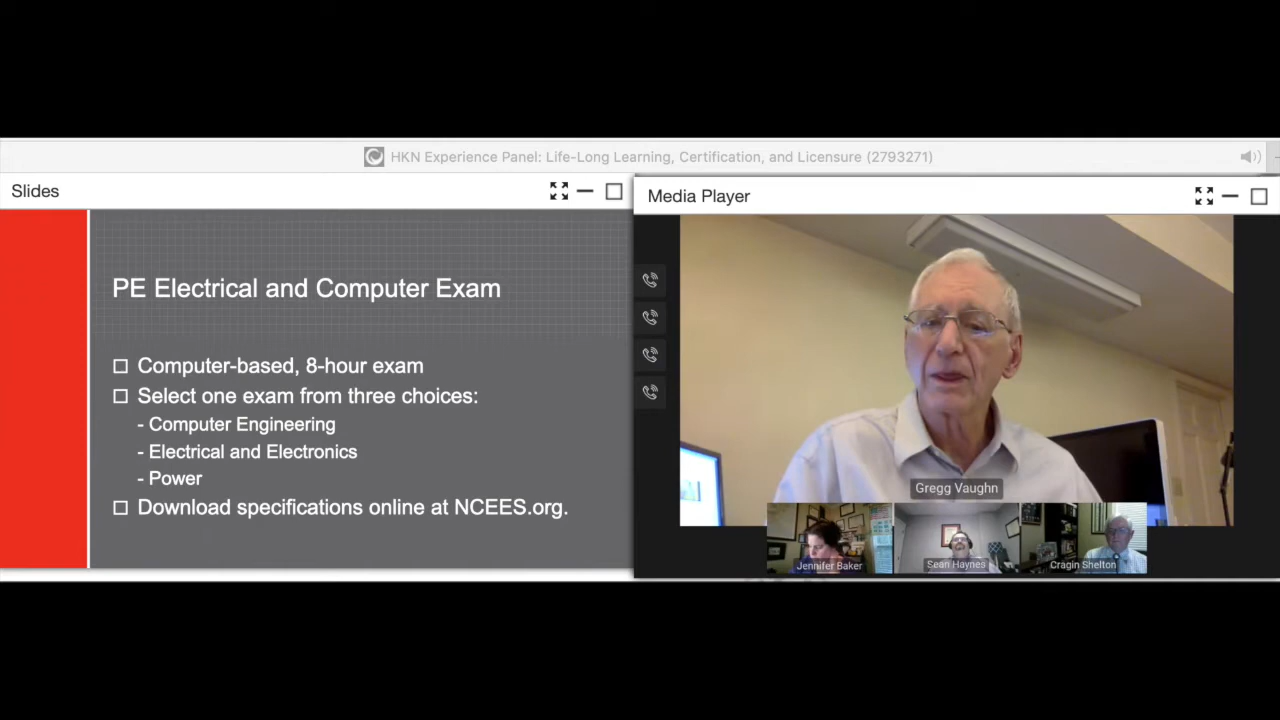 HKN Experience Panel: Life-Long Learning, Certification, and Licensure (2793271)
Slides
PE Electrical and Computer Exam
Computer-based, 8-hour exam
Select one exam from three choices:
- Computer Engineering
- Electrical and Electronics
- Power
Download specifications online at NCEES.org.
Media Player
Gregg Vaughn
Jennifer Baker
Sean Haynes
Cragin Shelton